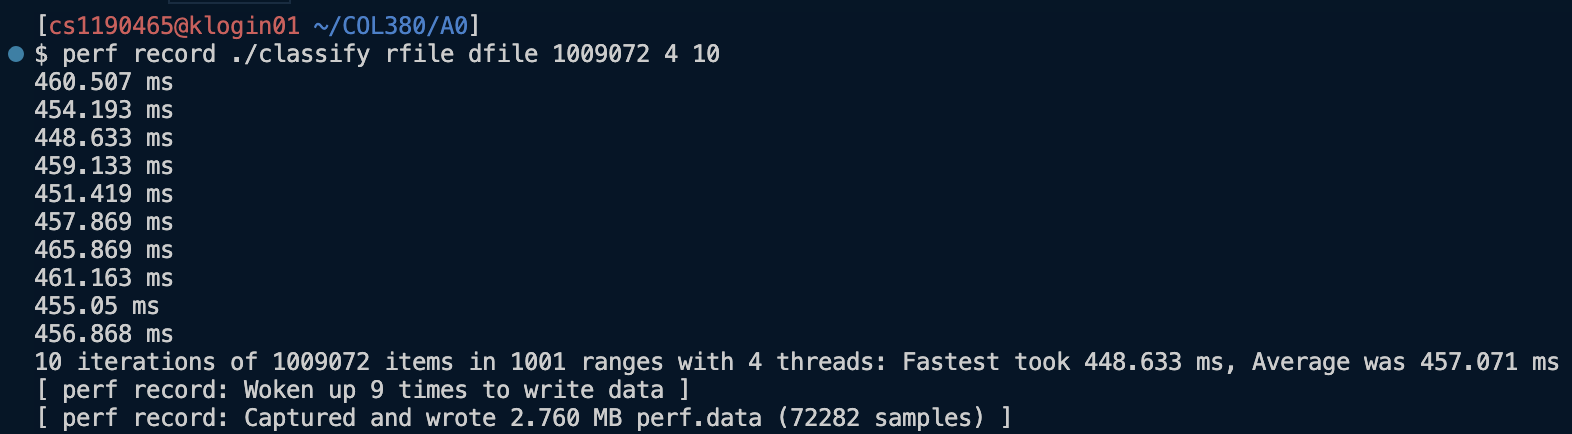 [cs1190465@klogin01 ~/COL380/A0]
$ perf record ./classify rfile dfile 1009072 4 10
460.507 ms
454.193 ms
448.633 ms
459.133 ms
451.419 ms
457.869 ms
465.869 ms
461.163 ms
455.05 ms
456.868 ms
10 iterations of 1009072 items in 1001 ranges with 4 threads: Fastest took 448.633 ms, Average was 457.071 ms
[ perf record: Woken up 9 times to write data ]
[ perf record: Captured and wrote 2.760 MB perf.data (72282 samples) ]